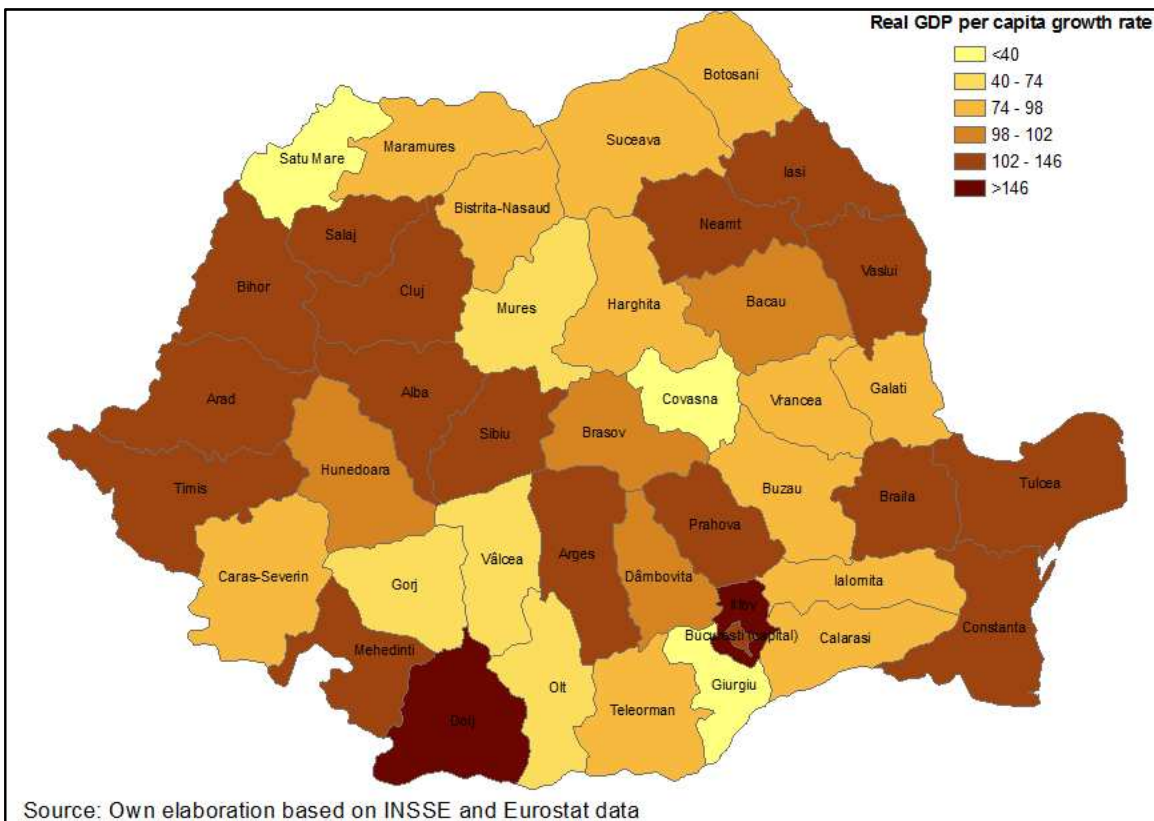 Real GDP per capita growth rate
<40
40 - 74
74 - 98
98 - 102
102 - 146
>146
Botosani
Suceava
Maramures
Satu Mare
Iasi
Bistrita-Nasaud
Neamt
Salaj
Vaslui
Bihor
Cluj
Bacau
Mures
Harghita
Alba
Galati
Arad
Covasna
Vrancea
Sibiu
Brasov
Hunedoara
Timis
Buzau
Braila
Tulcea
Prahova
Vâlcea
Arges
Caras-Severin
Gorj
Dâmbovita
Ialomita
Ilfov
Constanta
Bucuresti (capital)
Calarasi
Mehedinti
Giurgiu
Olt
Teleorman
Dolj
Source: Own elaboration based on INSSE and Eurostat data